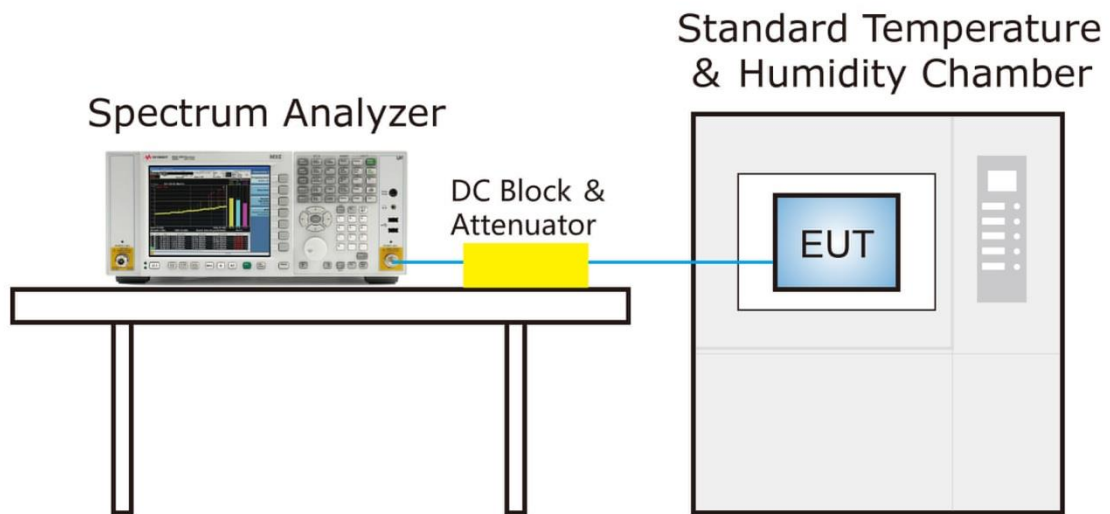 Standard Temperature
& Humidity Chamber
Spectrum Analyzer
DC Block &
Attenuator
EUT